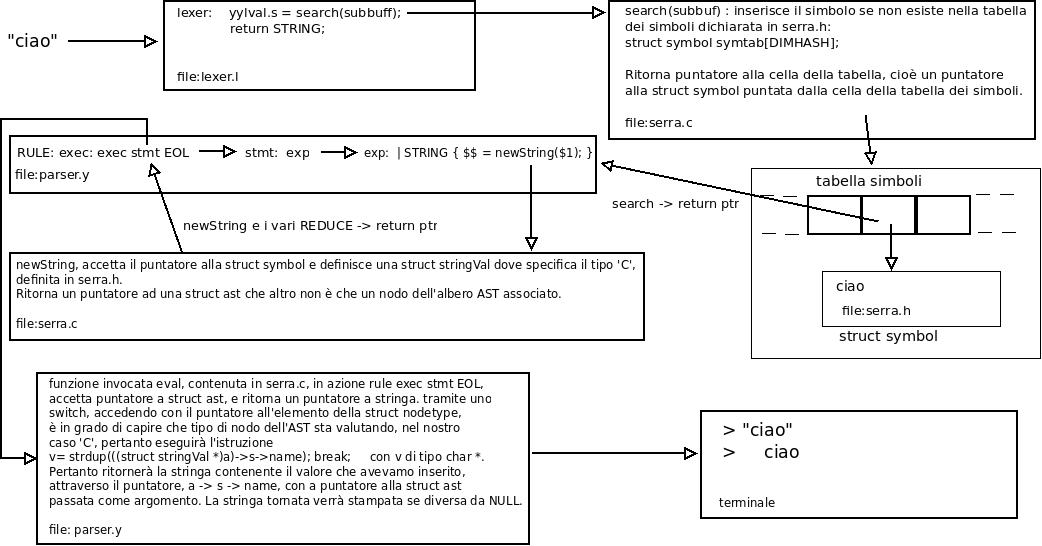 "ciao"
lexer: yylval.s = search(subbuff);
return STRING;
file:lexer.l
search(subbuf) : inserisce il simbolo se non esiste nella tabella
dei simboli dichiarata in serra.h:
struct symbol symtab[DIMHASH];
Ritorna puntatore alla cella della tabella, cioè un puntatore
alla struct symbol puntata dalla cella della tabella dei simboli.
file:serra.c
RULE: exec: exec stmt EOL
stmt: exp
exp: | STRING { $$ = newString($1); }
file:parser.y
tabella simboli
search -> return ptr
newString e i vari REDUCE -> return ptr
newString, accetta il puntatore alla struct symbol e definisce una struct stringVal dove specifica il tipo 'C',
definita in serra.h.
Ritorna un puntatore ad una struct ast che altro non è che un nodo dell'albero AST associato.
file:serra.c
ciao
file:serra.h
struct symbol
funzione invocata eval, contenuta in serra.c, in azione rule exec stmt EOL,
accetta puntatore a struct ast, e ritorna un puntatore a stringa. tramite uno
switch, accedendo con il puntatore all'elemento della struct nodetype,
è in grado di capire che tipo di nodo dell'AST sta valutando, nel nostro
caso 'C', pertanto eseguirà l'istruzione
v= strdup(((struct stringVal *)a)->s->name); break; con v di tipo char *.
Pertanto ritornerà la stringa contenente il valore che avevamo inserito,
attraverso il puntatore, a -> s -> name, con a puntatore alla struct ast
passata come argomento. La stringa tornata verrà stampata se diversa da NULL.
file: parser.y
> "ciao"
> ciao
terminale